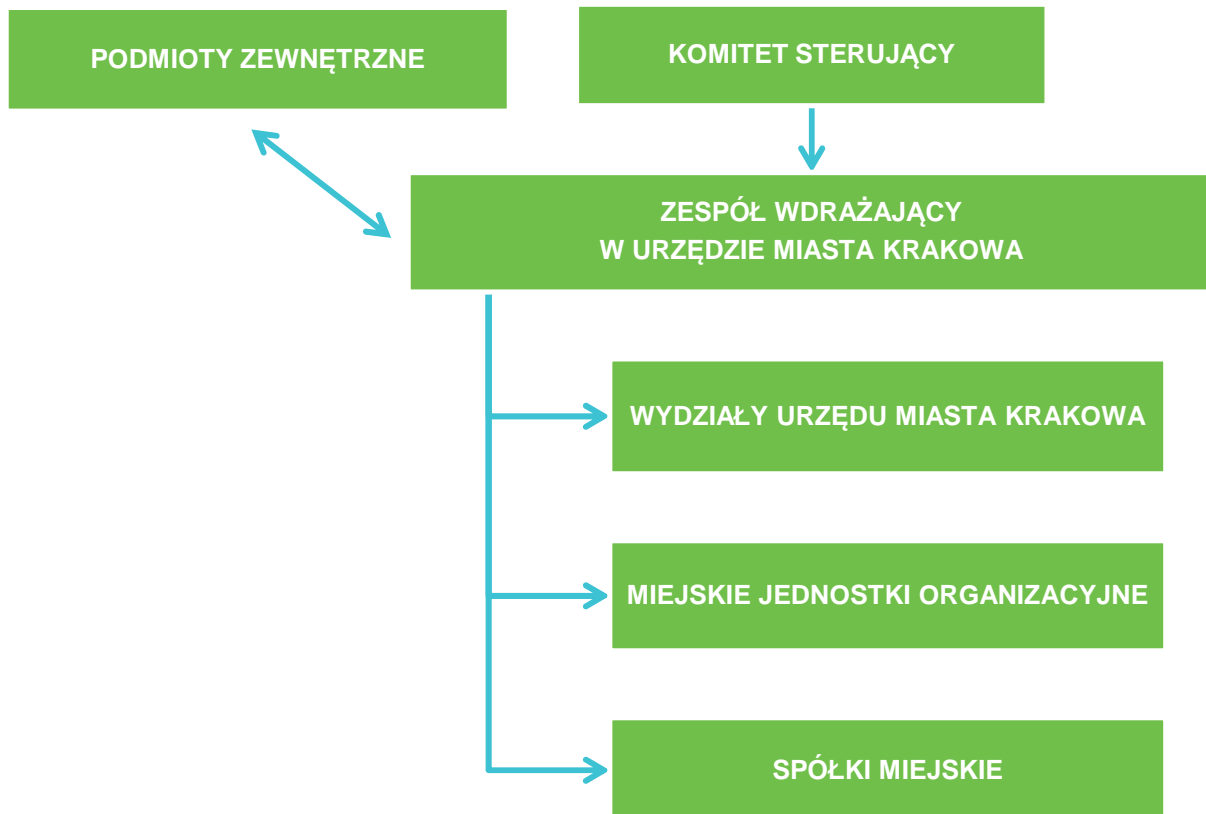 PODMIOTY ZEWNĘTRZNE
KOMITET STERUJĄCY
ZESPÓŁ WDRAŻAJĄCY
W URZĘDZIE MIASTA KRAKOWA
WYDZIAŁY URZĘDU MIASTA KRAKOWA
MIEJSKIE JEDNOSTKI ORGANIZACYJNE
SPÓŁKI MIEJSKIE